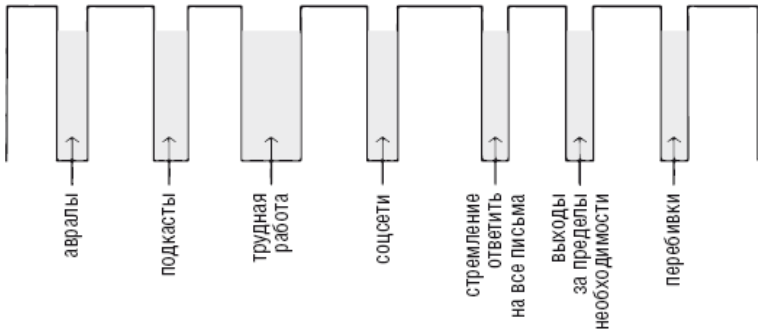 авралы
подкасты
трудная
работа
соцсети
стремление
ответить
на все письма
выходы
за пределы
необходимости
перебивки